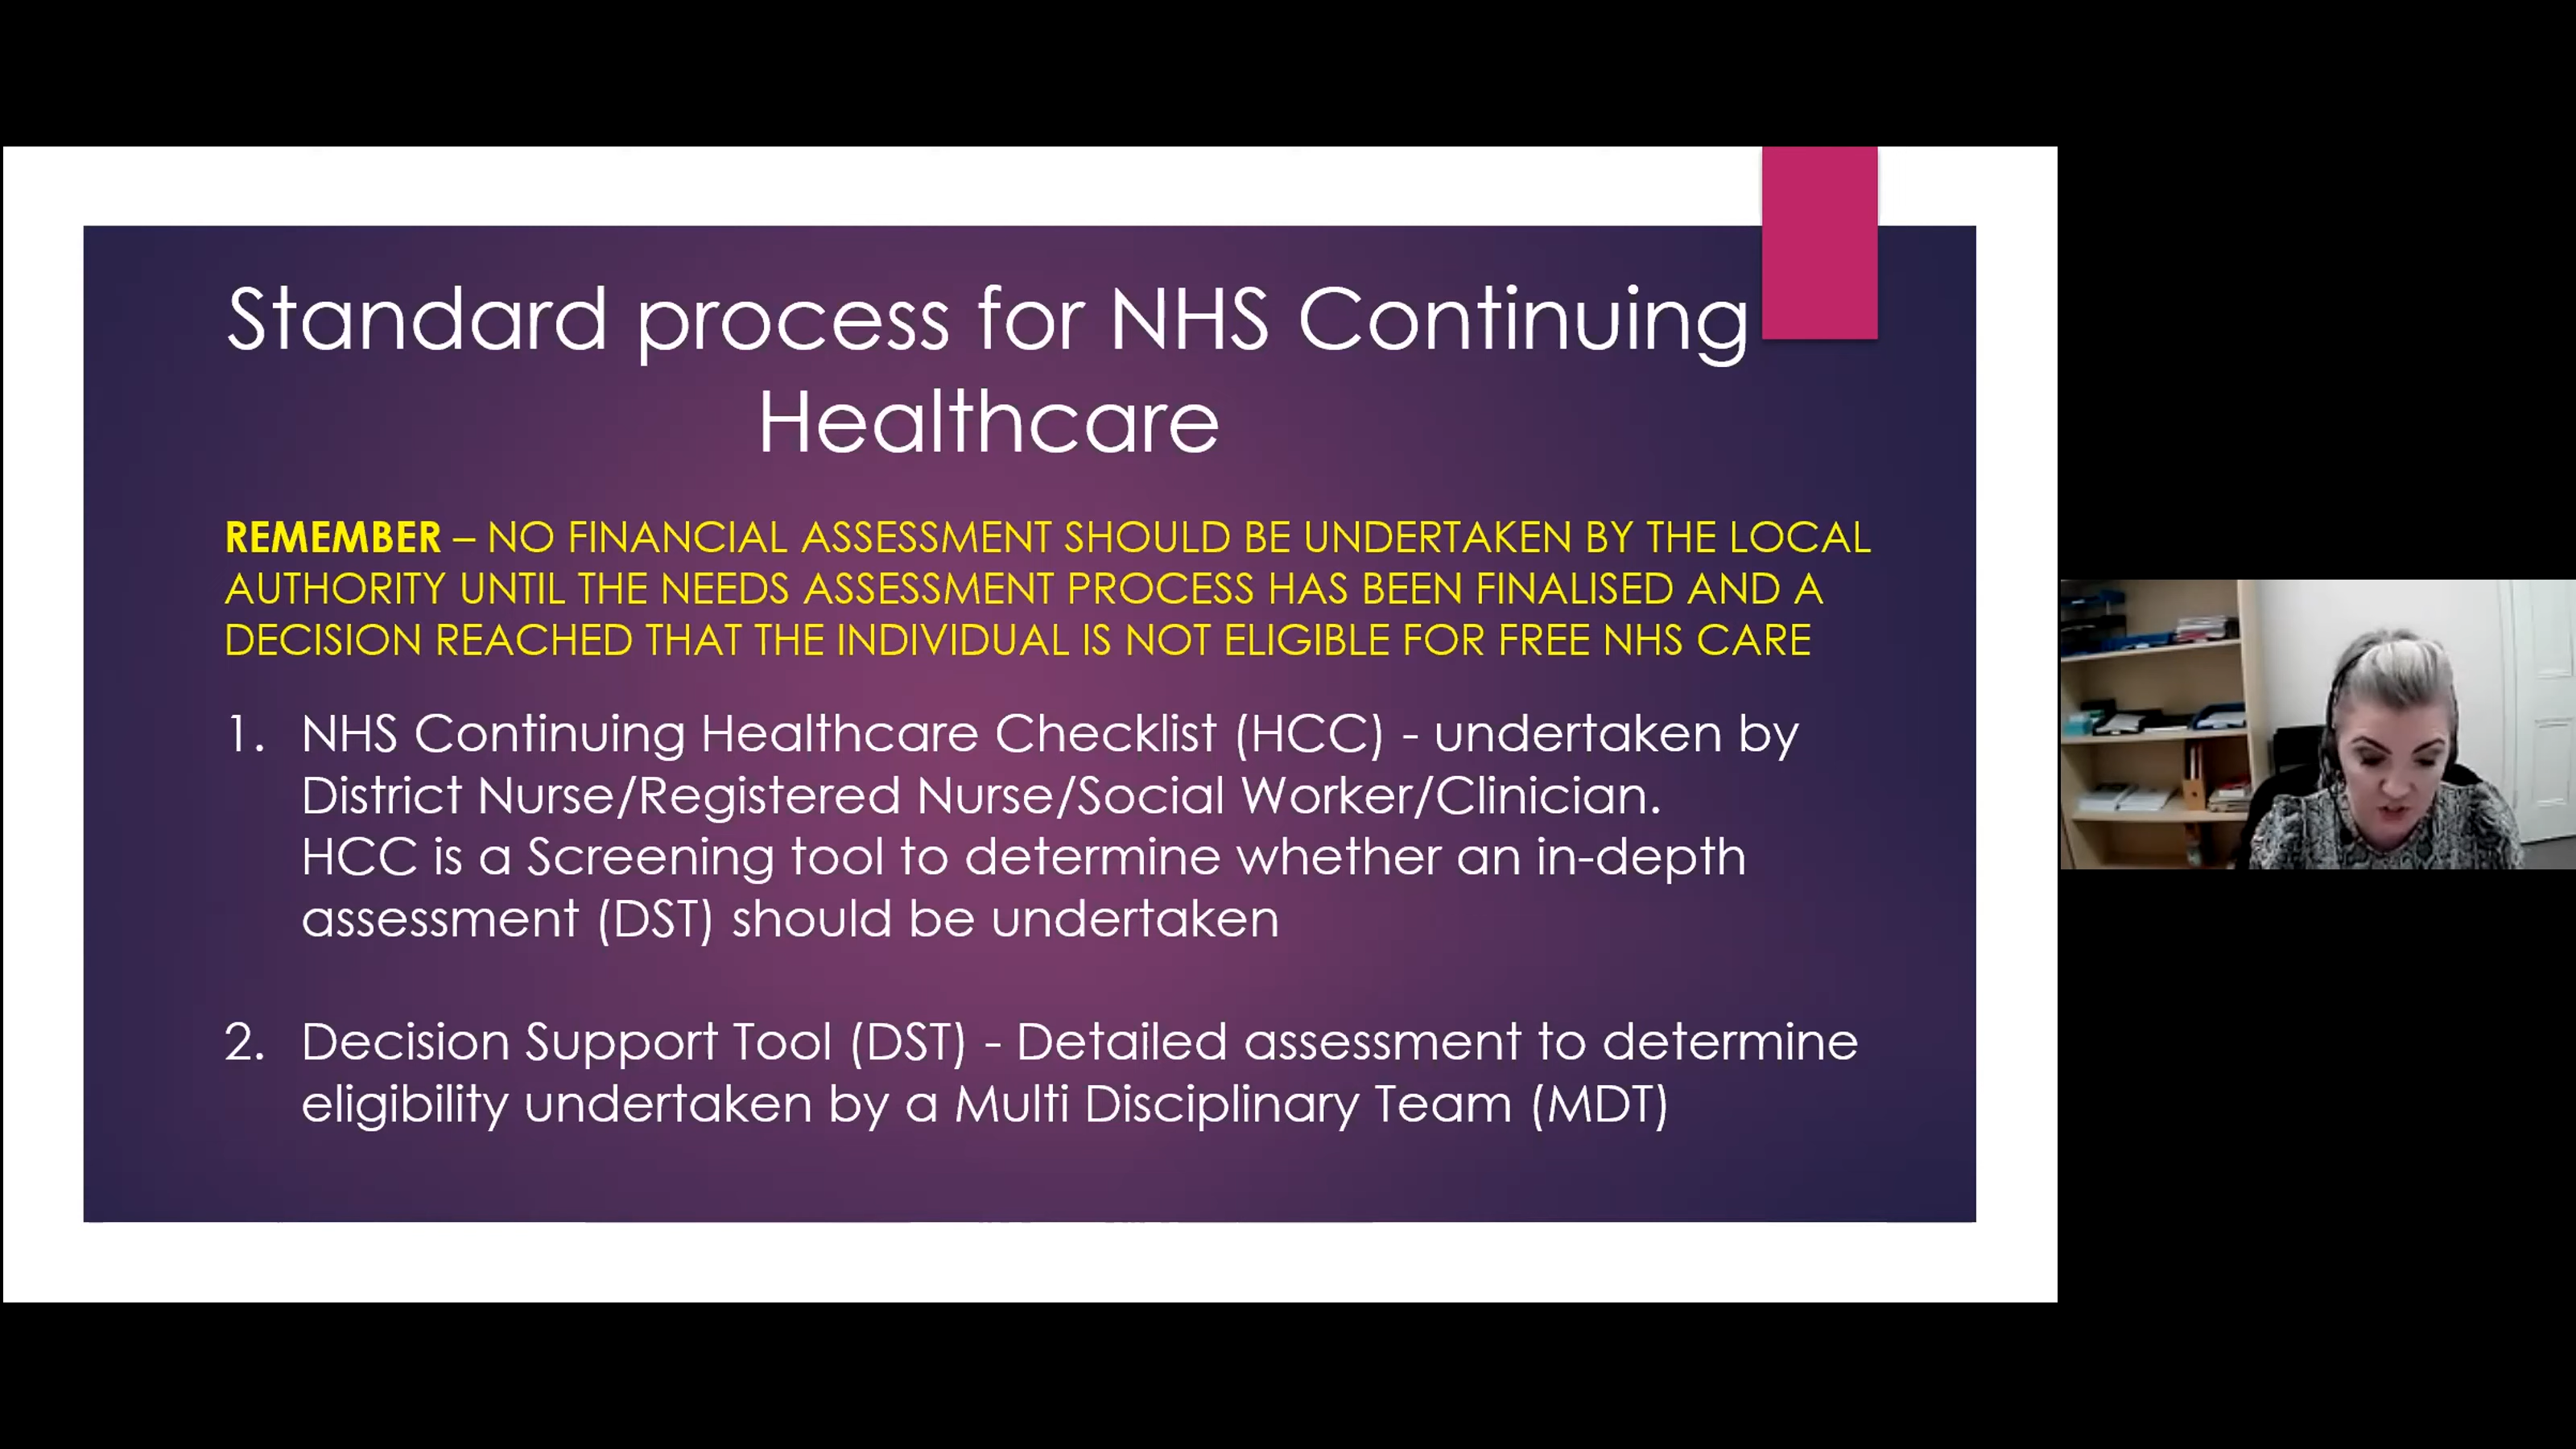 Standard process for NHS Continuing
Healthcare
REMEMBER – NO FINANCIAL ASSESSMENT SHOULD BE UNDERTAKEN BY THE LOCAL
AUTHORITY UNTIL THE NEEDS ASSESSMENT PROCESS HAS BEEN FINALISED AND A
DECISION REACHED THAT THE INDIVIDUAL IS NOT ELIGIBLE FOR FREE NHS CARE
1. NHS Continuing Healthcare Checklist (HCC) - undertaken by
District Nurse/Registered Nurse/Social Worker/Clinician.
HCC is a Screening tool to determine whether an in-depth
assessment (DST) should be undertaken
2. Decision Support Tool (DST) - Detailed assessment to determine
eligibility undertaken by a Multi Disciplinary Team (MDT)